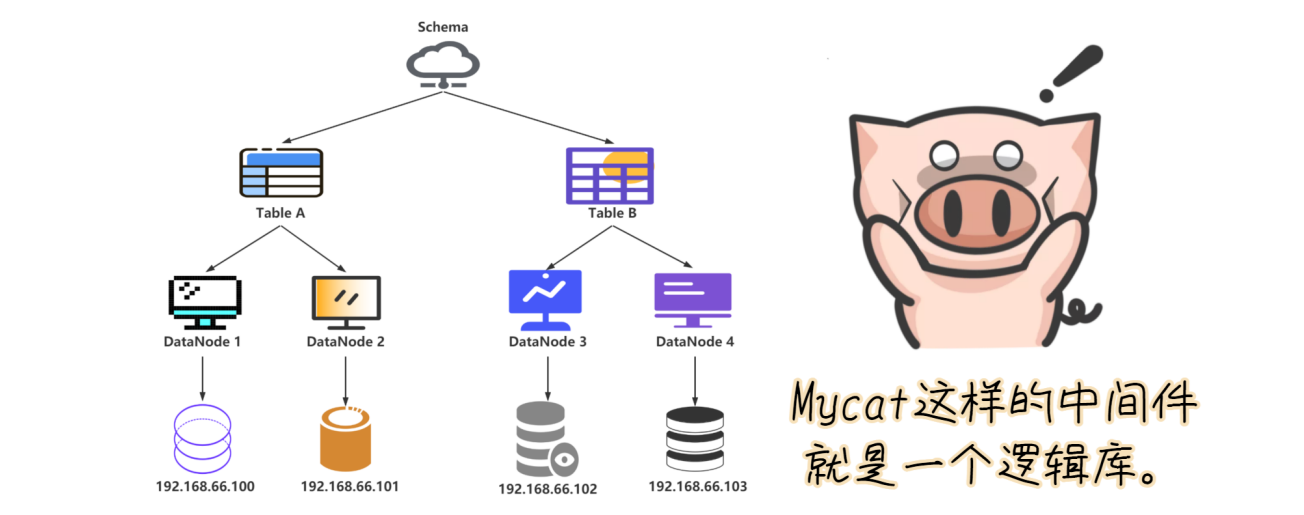 Schema
Table A
Table B
DataNode 1
DataNode 2
DataNode 3
DataNode 4
192.168.66.100
192.168.66.101
192.168.66.102
192.168.66.103
Mycat这样的中间件
就是一个逻辑库。